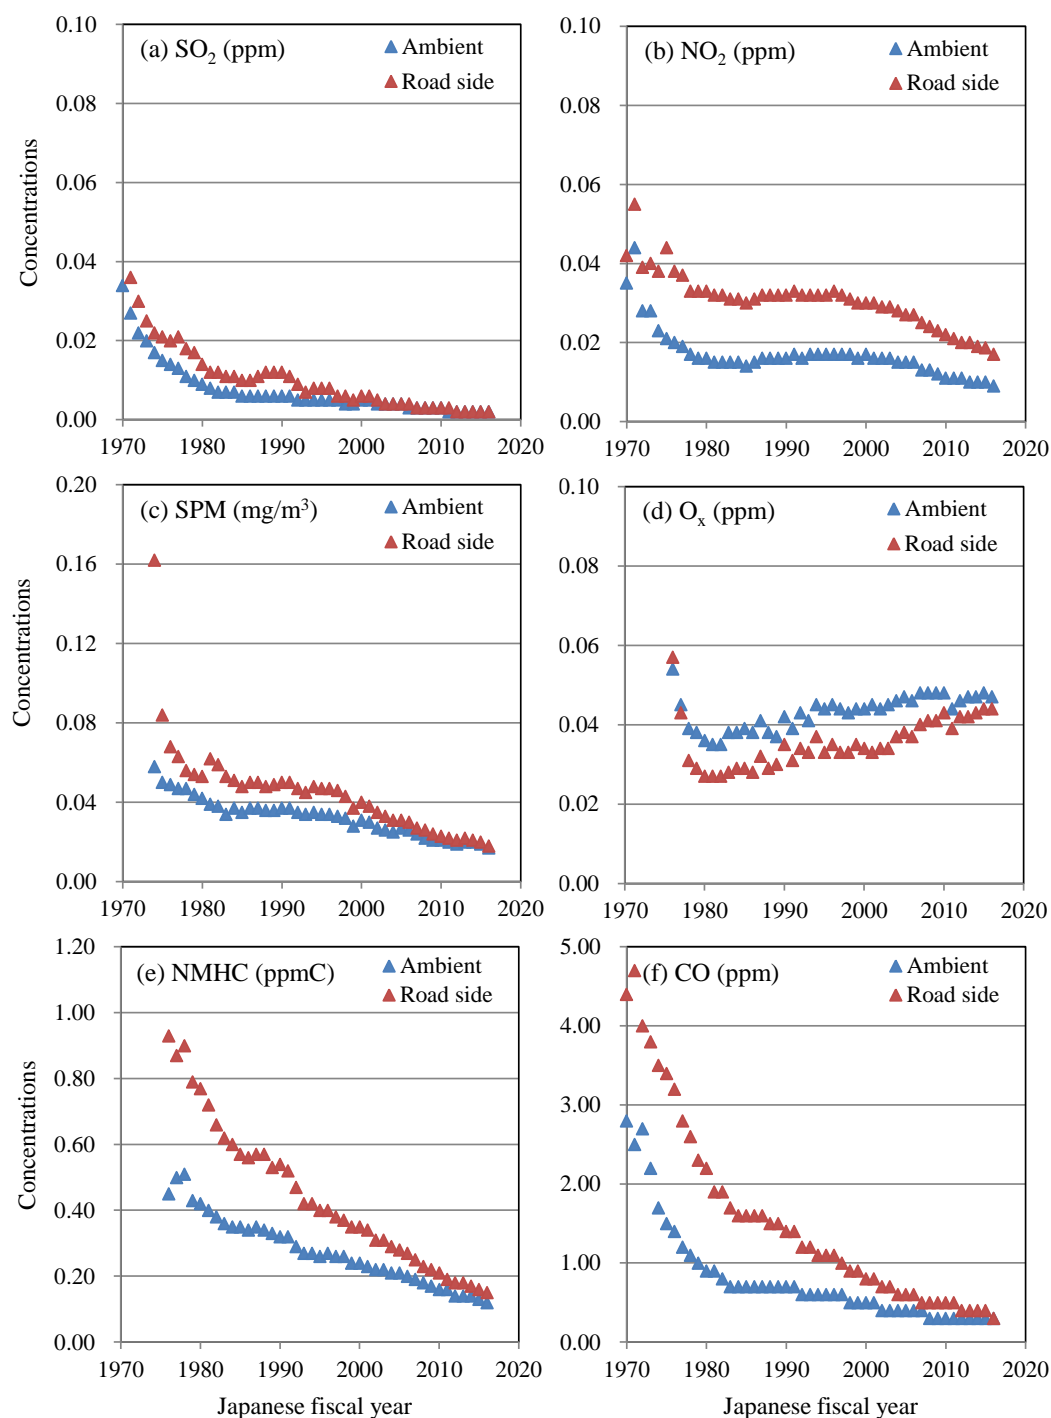 (a) SO2 (ppm)
Ambient
Road side
Concentrations
0.10
0.08
0.06
0.04
0.02
0.00
1970 1980 1990 2000 2010 2020
(b) NO2 (ppm)
Ambient
Road side
0.10
0.08
0.06
0.04
0.02
0.00
1970 1980 1990 2000 2010 2020
(c) SPM (mg/m3)
Ambient
Road side
Concentrations
0.20
0.16
0.12
0.08
0.04
0.00
1970 1980 1990 2000 2010 2020
(d) Ox (ppm)
Ambient
Road side
0.10
0.08
0.06
0.04
0.02
0.00
1970 1980 1990 2000 2010 2020
(e) NMHC (ppmC)
Ambient
Road side
Concentrations
1.20
1.00
0.80
0.60
0.40
0.20
0.00
1970 1980 1990 2000 2010 2020
Japanese fiscal year
(f) CO (ppm)
Ambient
Road side
5.00
4.00
3.00
2.00
1.00
0.00
1970 1980 1990 2000 2010 2020
Japanese fiscal year